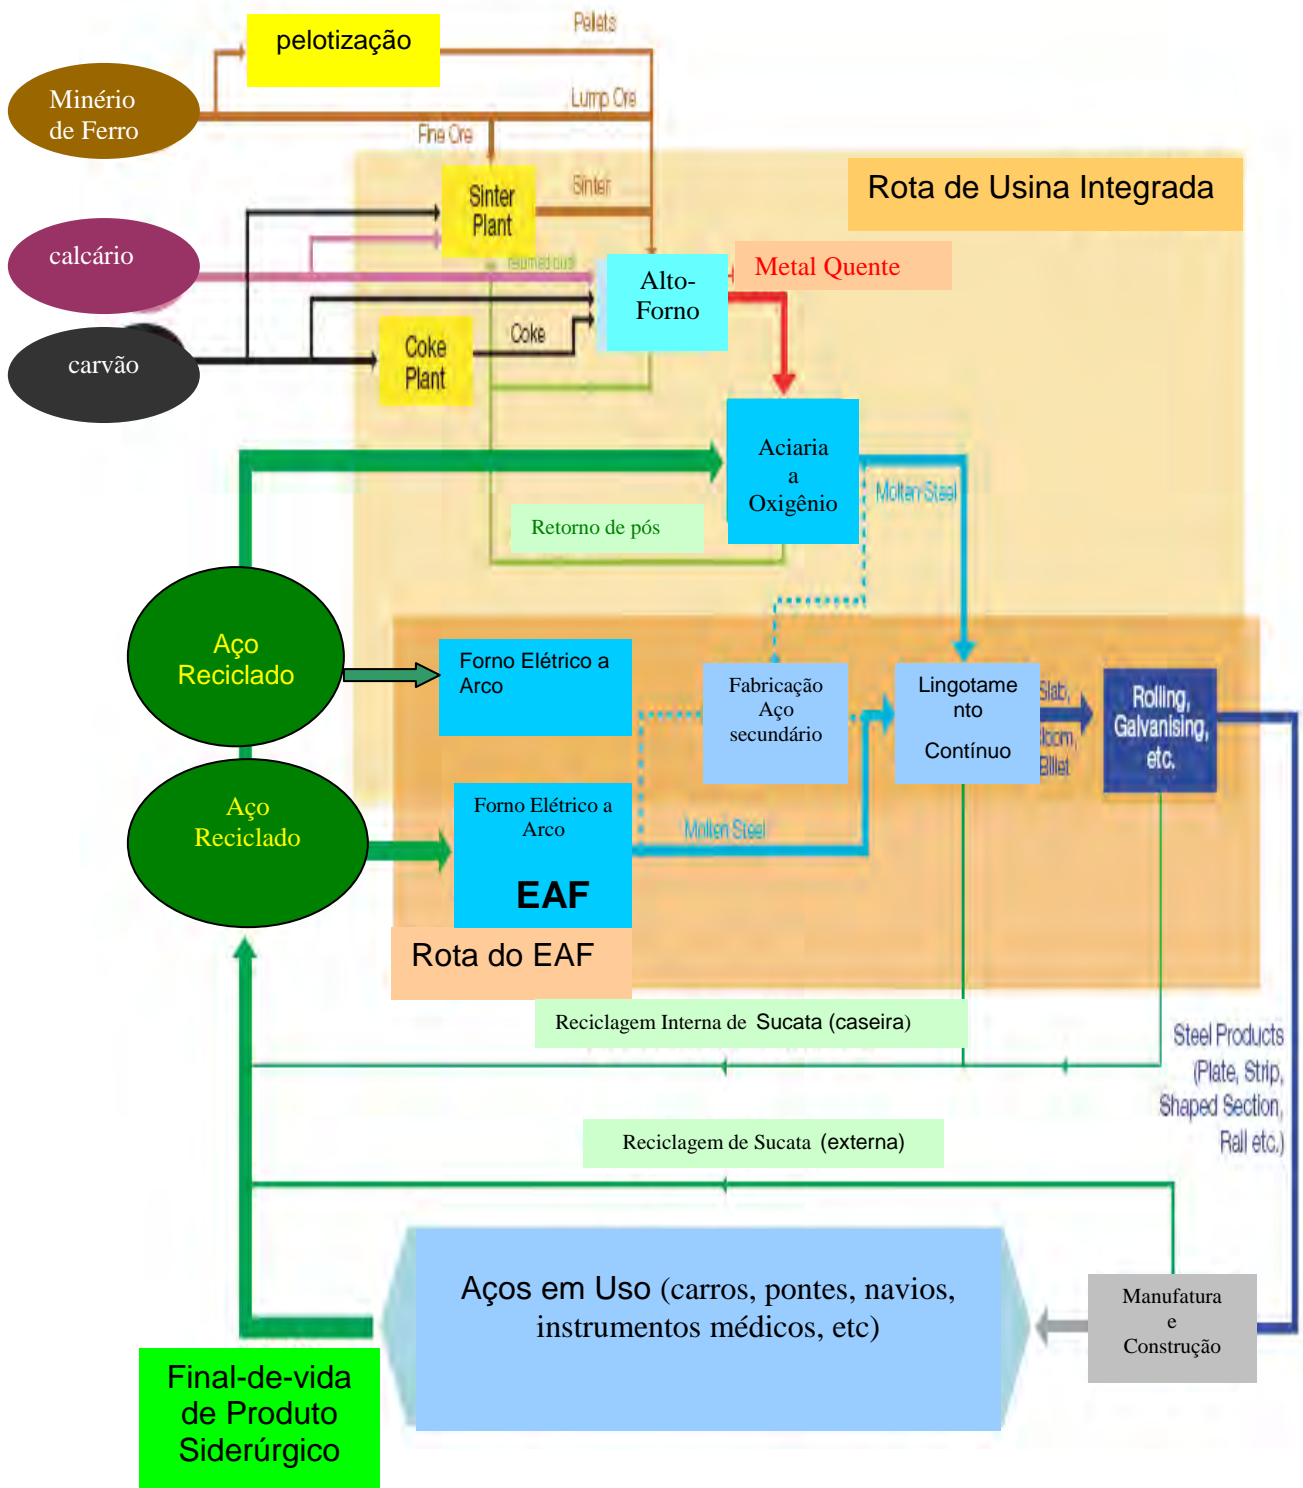 Pellets
pelotização
Minério
de Ferro
Lump Ore
Fine Ore
Rota de Usina Integrada
Sinter
Plant
Sinter
calcário
Metal Quente
Alto-
Forno
carvão
Coke
Plant
Coke
Aciaria
a
Oxigênio
Molten Steel
Retorno de pós
Aço
Reciclado
Forno Elétrico a
Arco
Fabricação
Aço
secundário
Lingotame
nto
Contínuo
Slab,
Bloom,
Billet
Rolling,
Galvanising,
etc.
Aço
Reciclado
Forno Elétrico a
Arco
EAF
Molten Steel
Rota do EAF
Reciclagem Interna de Sucata (caseira)
Steel Products
(Plate, Strip,
Shaped Section,
Rail etc.)
Reciclagem de Sucata (externa)
Aços em Uso (carros, pontes, navios,
instrumentos médicos, etc)
Manufatura
e
Construção
Final-de-vida
de Produto
Siderúrgico